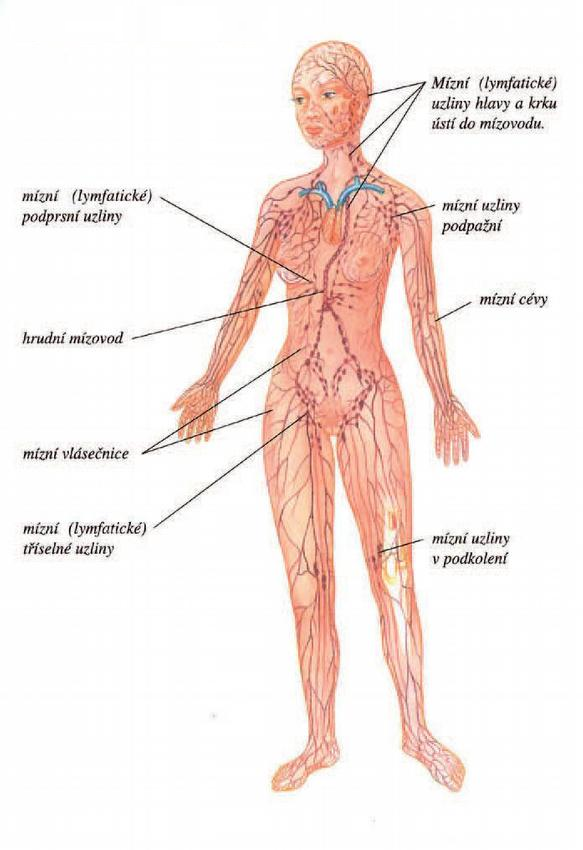 Mízní (lymfatické)
uzliny hlavy a krku
ústí do mízovodu.
mízní (lymfatické)
podprsní uzliny
mízní uzliny
podpažní
mízní cévy
hrudní mízovod
mízní vlásečnice
mízní (lymfatické)
tříselné uzliny
mízní uzliny
v podkolení